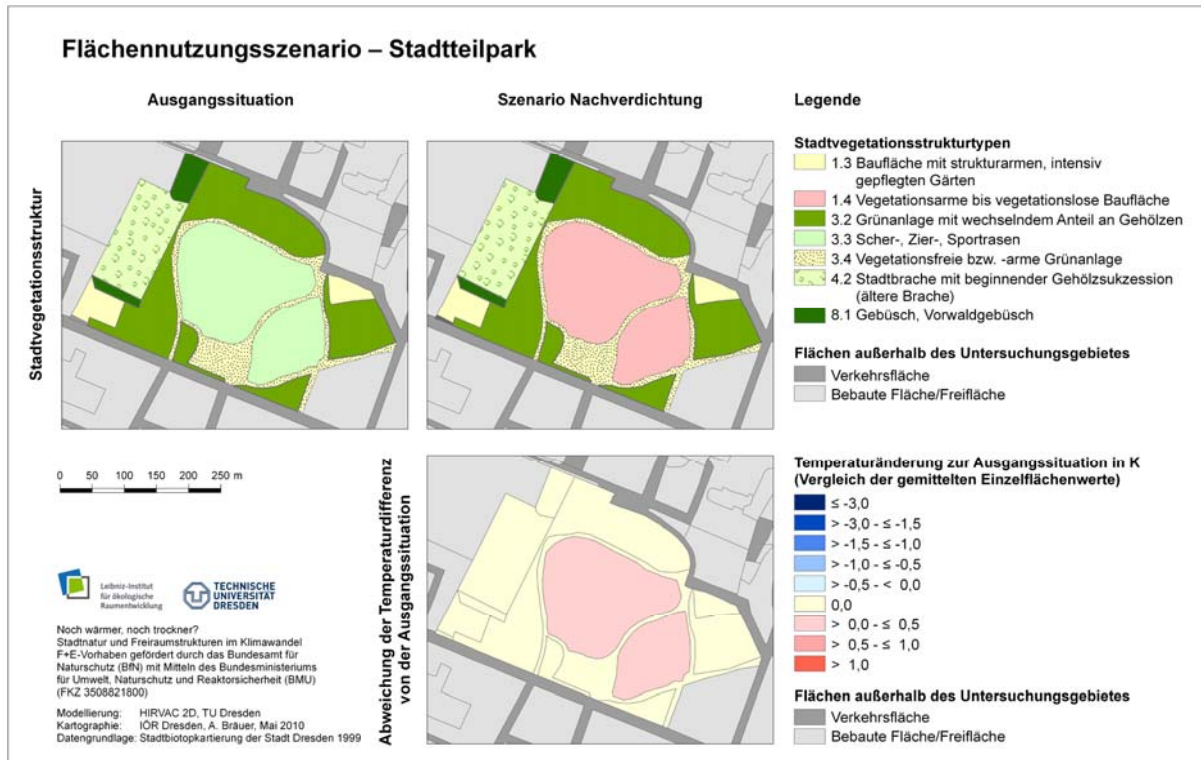 Flächennutzungsszenario – Stadtteilpark
Ausgangssituation
Szenario Nachverdichtung
Legende
Stadtvegetationsstruktur
Stadtvegetationsstrukturtypen
1.3 Baufläche mit strukturarmen, intensiv
gepflegten Gärten
1.4 Vegetationsarme bis vegetationslose Baufläche
3.2 Grünanlage mit wechselndem Anteil an Gehölzen
3.3 Scher-, Zier-, Sportrasen
3.4 Vegetationsfreie bzw. -arme Grünanlage
4.2 Stadtbrache mit beginnender Gehölzsukzession
(ältere Brache)
8.1 Gebüsch, Vorwaldgebüsch
Flächen außerhalb des Untersuchungsgebietes
Verkehrsfläche
Bebaute Fläche/Freifläche
0 50 100 150 200 250 m
Abweichung der Temperaturdifferenz
von der Ausgangssituation
Temperaturänderung zur Ausgangssituation in K
(Vergleich der gemittelten Einzelflächenwerte)
≤ -3,0
> -3,0 - ≤ -1,5
> -1,5 - ≤ -1,0
> -1,0 - ≤ -0,5
> -0,5 - < 0,0
0,0
> 0,0 - ≤ 0,5
> 0,5 - ≤ 1,0
> 1,0
Flächen außerhalb des Untersuchungsgebietes
Verkehrsfläche
Bebaute Fläche/Freifläche
Leibniz-Institut
für ökologische
Raumentwicklung
TECHNISCHE
UNIVERSITÄT
DRESDEN
Noch wärmer, noch trockner?
Stadtnatur und Freiraumstrukturen im Klimawandel
F+E-Vorhaben gefördert durch das Bundesamt für
Naturschutz (BfN) mit Mitteln des Bundesministeriums
für Umwelt, Naturschutz und Reaktorsicherheit (BMU)
(FKZ 3508821800)
Modellierung: HIRVAC 2D, TU Dresden
Kartographie: IÖR Dresden, A. Bräuer, Mai 2010
Datengrundlage: Stadtbiotopkartierung der Stadt Dresden 1999